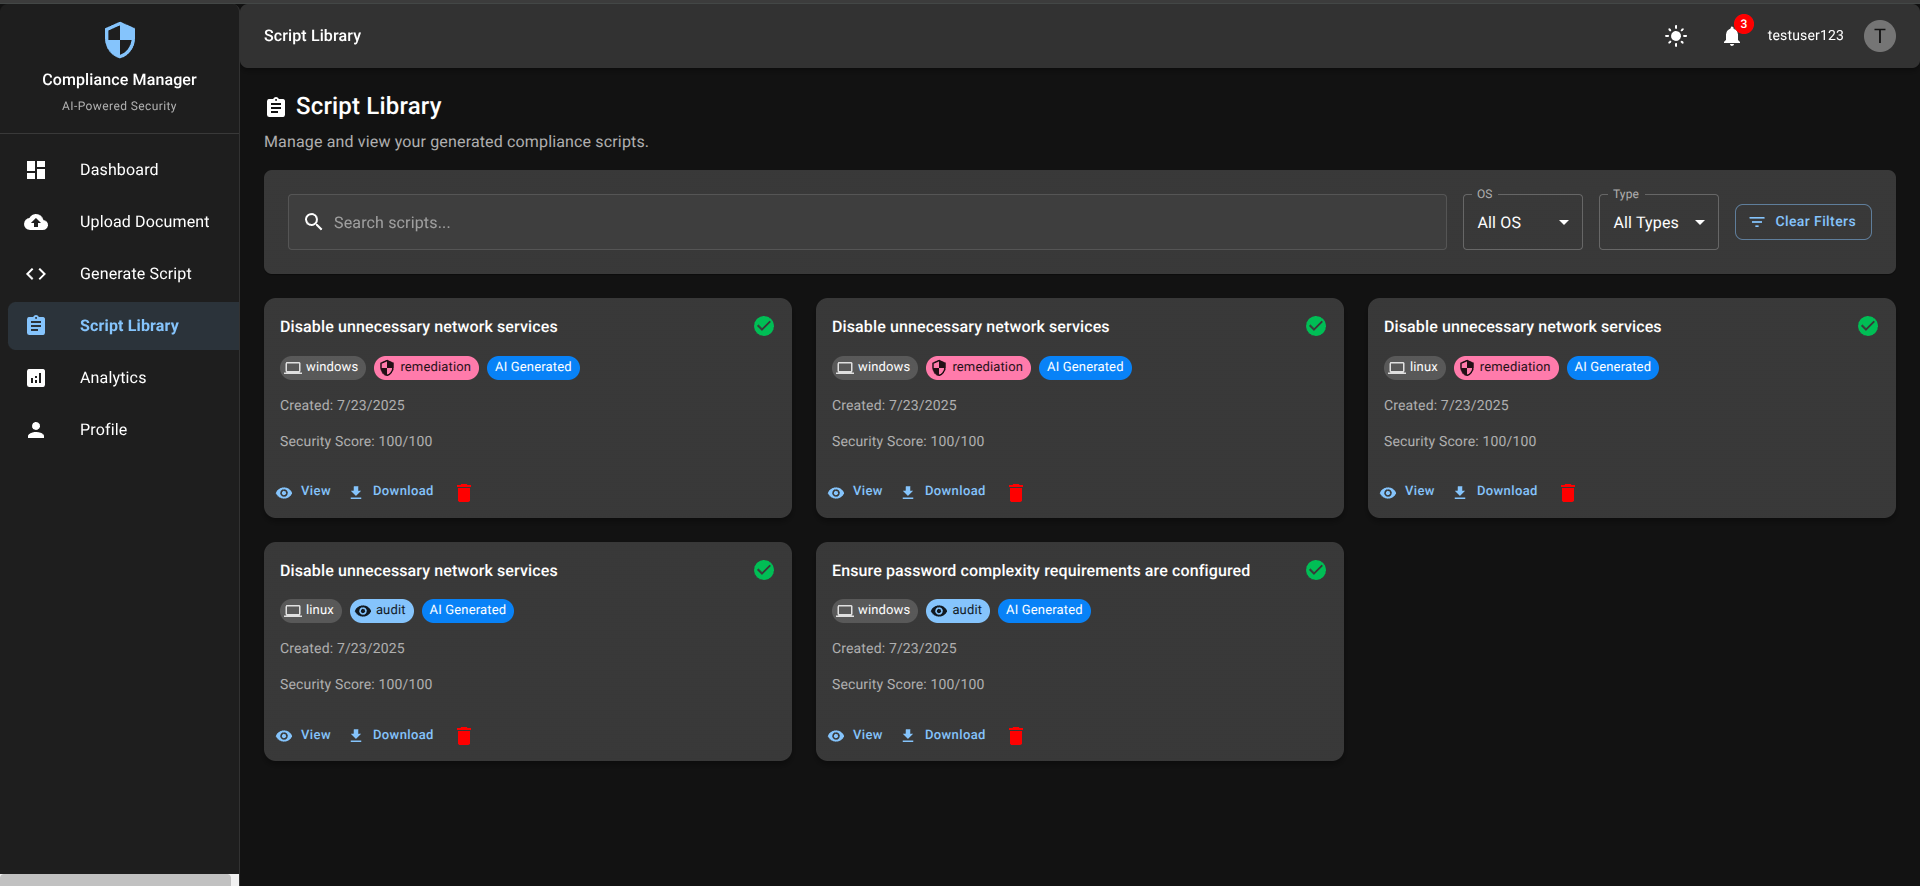 Compliance Manager
AI-Powered Security
Dashboard
Upload Document
Generate Script
Script Library
Analytics
Profile
Script Library
3
testuser123
T
Script Library
Manage and view your generated compliance scripts.
Search scripts...
OS
All OS
Type
All Types
Clear Filters
Disable unnecessary network services
windows remediation AI Generated
Created: 7/23/2025
Security Score: 100/100
View Download
Disable unnecessary network services
windows remediation AI Generated
Created: 7/23/2025
Security Score: 100/100
View Download
Disable unnecessary network services
linux remediation AI Generated
Created: 7/23/2025
Security Score: 100/100
View Download
Disable unnecessary network services
linux audit AI Generated
Created: 7/23/2025
Security Score: 100/100
View Download
Ensure password complexity requirements are configured
windows audit AI Generated
Created: 7/23/2025
Security Score: 100/100
View Download